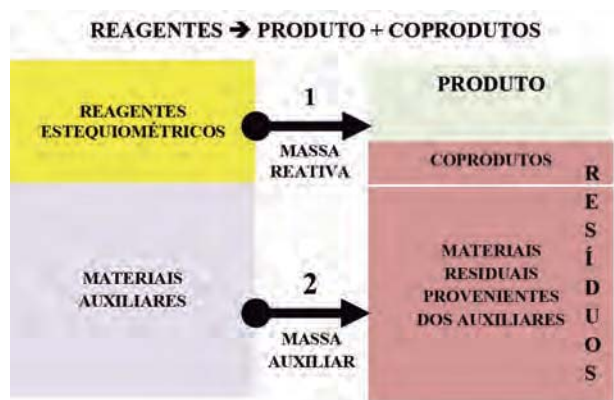 REAGENTES → PRODUTO + COPRODUTOS
REAGENTES
ESTEQUIOMÉTRICOS
1
MASSA
REATIVA
PRODUTO
COPRODUTOS
MATERIAIS
AUXILIARES
2
MASSA
AUXILIAR
MATERIAIS
RESIDUAIS
PROVENIENTES
DOS AUXILIARES
RESÍDUOS